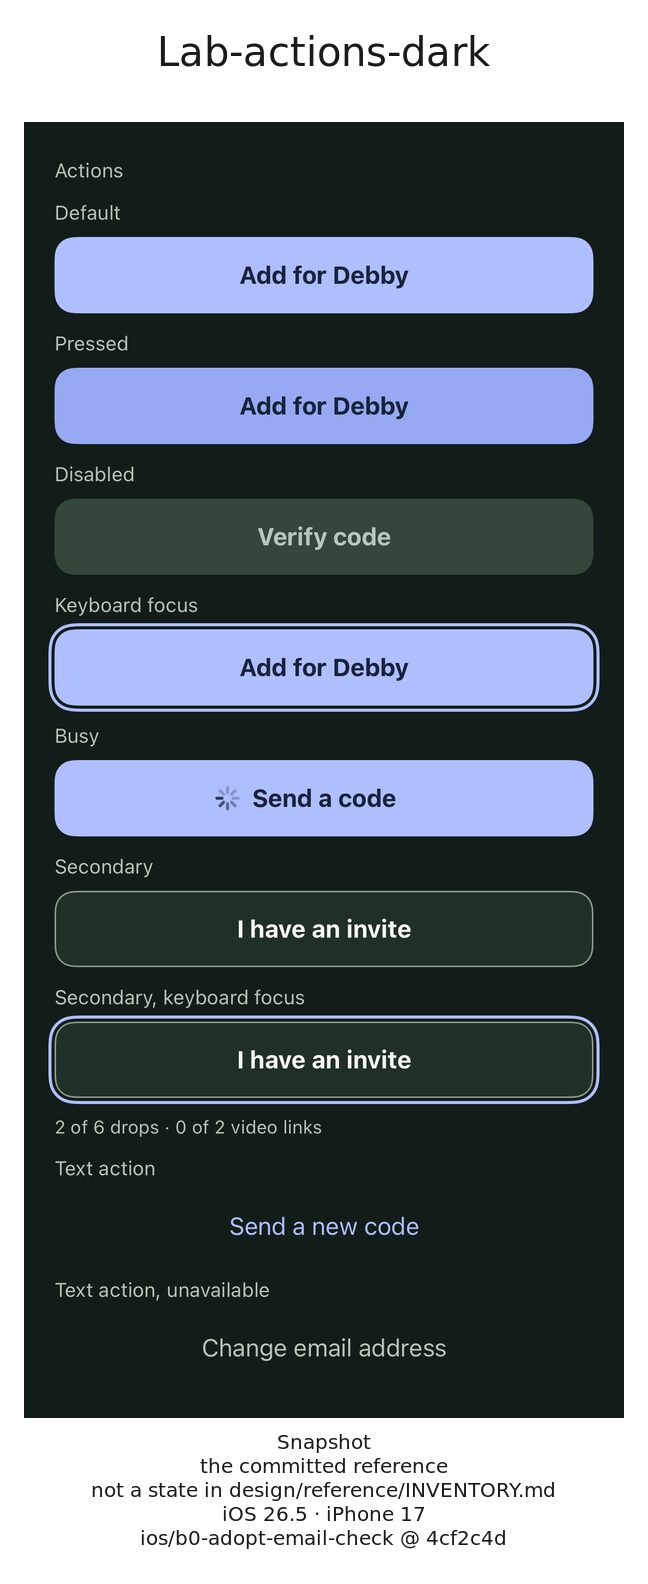 Lab-actions-dark
Actions
Default
Add for Debby
Pressed
Add for Debby
Disabled
Verify code
Keyboard focus
Add for Debby
Busy
Send a code
Secondary
I have an invite
Secondary, keyboard focus
I have an invite
2 of 6 drops · 0 of 2 video links
Text action
Send a new code
Text action, unavailable
Change email address
Snapshot
the committed reference
not a state in design/reference/INVENTORY.md
iOS 26.5 · iPhone 17
ios/b0-adopt-email-check @ 4cf2c4d